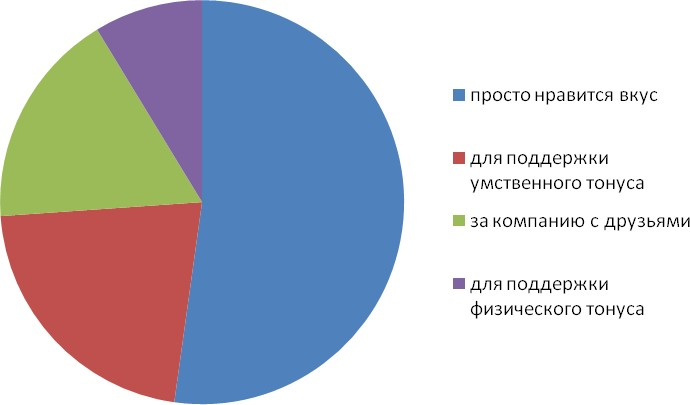 просто нравится вкус
для поддержки
умственного тонуса
за компанию с друзьями
для поддержки
физического тонуса